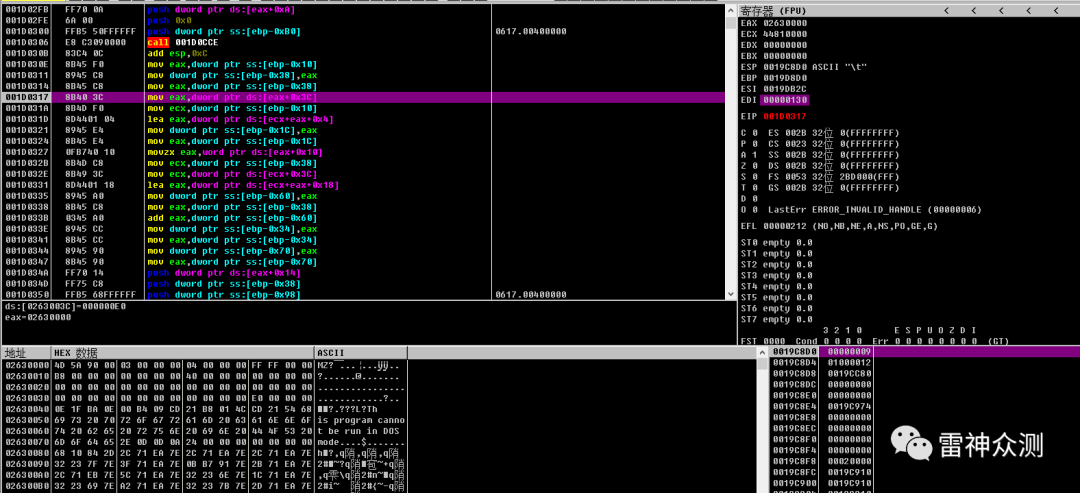 001D02FB FF70 0A push dword ptr ds:[eax+0xA]
001D02FE 6A 00 push 0x0
001D0300 FFB5 50FFFFFF push dword ptr ss:[ebp-0xB0] 0617.00400000
001D0306 E8 C3090000 call 001D0CCE
001D030B 83C4 0C add esp,0xC
001D030E 8B45 F0 mov eax,dword ptr ss:[ebp-0x10]
001D0311 8945 C8 mov dword ptr ss:[ebp-0x38],eax
001D0314 8B45 C8 mov eax,dword ptr ss:[ebp-0x38]
001D0317 8B40 3C mov eax,dword ptr ds:[eax+0x3C]
001D031A 8B4D F0 mov ecx,dword ptr ss:[ebp-0x10]
001D031D 8D4401 04 lea eax,dword ptr ds:[ecx+eax+0x4]
001D0321 8945 E4 mov dword ptr ss:[ebp-0x1C],eax
001D0324 8B45 E4 mov eax,dword ptr ss:[ebp-0x1C]
001D0327 0FB740 10 movzx eax,word ptr ds:[eax+0x10]
001D032B 8B4D C8 mov ecx,dword ptr ss:[ebp-0x38]
001D032E 8B49 3C mov ecx,dword ptr ds:[ecx+0x3C]
001D0331 8D4401 18 lea eax,dword ptr ds:[ecx+eax+0x18]
001D0335 8945 A0 mov dword ptr ss:[ebp-0x60],eax
001D0338 8B45 C8 mov eax,dword ptr ss:[ebp-0x38]
001D033B 0345 A0 add eax,dword ptr ss:[ebp-0x60]
001D033E 8945 CC mov dword ptr ss:[ebp-0x34],eax
001D0341 8B45 CC mov eax,dword ptr ss:[ebp-0x34]
001D0344 8945 90 mov dword ptr ss:[ebp-0x70],eax
001D0347 8B45 90 mov eax,dword ptr ss:[ebp-0x70]
001D034A FF70 14 push dword ptr ds:[eax+0x14]
001D034D FF75 C8 push dword ptr ss:[ebp-0x38]
001D0350 FFB5 68FFFFFF push dword ptr ss:[ebp-0x98] 0617.00400000
ds:[0263003C]=000000E0
eax=02630000
寄存器 (FPU) < < < < <
EAX 02630000
ECX 44810000
EDX 00000000
EBX 00000000
ESP 0019C8D0 ASCII "\t"
EBP 0019D8D0
ESI 0019DB2C
EDI 00000130
EIP 001D0317
C 0 ES 002B 32位 0(FFFFFFFF)
P 0 CS 0023 32位 0(FFFFFFFF)
A 1 SS 002B 32位 0(FFFFFFFF)
Z 0 DS 002B 32位 0(FFFFFFFF)
S 0 FS 0053 32位 2BD000(FFF)
T 0 GS 002B 32位 0(FFFFFFFF)
D 0
O 0 LastErr ERROR_INVALID_HANDLE (00000006)
EFL 00000212 (NO,NB,NE,A,NS,PO,GE,G)
ST0 empty 0.0
ST1 empty 0.0
ST2 empty 0.0
ST3 empty 0.0
ST4 empty 0.0
ST5 empty 0.0
ST6 empty 0.0
ST7 empty 0.0
3 2 1 0 E S P U O Z D I
FST 0000 Cond 0 0 0 0 Err 0 0 0 0 0 0 0 0 (GT)
地址 HEX 数据 ASCII
02630000 4D 5A 90 00 03 00 00 00 04 00 00 00 FF FF 00 00
02630010 B8 00 00 00 00 00 00 00 40 00 00 00 00 00 00 00 ?.......@.......
02630020 00 00 00 00 00 00 00 00 00 00 00 00 00 00 00 00 ................
02630030 00 00 00 00 00 00 00 00 00 00 00 00 E0 00 00 00 ............?...
02630040 0E 1F BA 0E 00 B4 09 CD 21 B8 01 4C CD 21 54 68
02630050 69 73 20 70 72 6F 67 72 61 6D 20 63 61 6E 6E 6F is program canno
02630060 74 20 62 65 20 72 75 6E 20 69 6E 20 44 4F 53 20 t be run in DOS
02630070 6D 6F 64 65 2E 0D 0D 0A 24 00 00 00 00 00 00 00 mode....$.......
02630080 68 10 84 2D 2C 71 EA 7E 2C 71 EA 7E 2C 71 EA 7E
02630090 32 23 7F 7E 3F 71 EA 7E 0B B7 91 7E 2B 71 EA 7E
026300A0 2C 71 EB 7E 5C 71 EA 7E 32 23 6E 7E 1C 71 EA 7E
026300B0 32 23 69 7E A2 71 EA 7E 32 23 7B 7E 2D 71 EA 7E
0019C8D0 00000009
0019C8D4 01000012
0019C8D8 0019CC80
0019C8DC 00000000
0019C8E0 00000000
0019C8E4 0019C974
0019C8E8 00000000
0019C8EC 00000000
0019C8F0 00000000
0019C8F4 00000000
0019C8F8 00020000
0019C8FC 0019C910
0019C900 0019C910
雷神众测